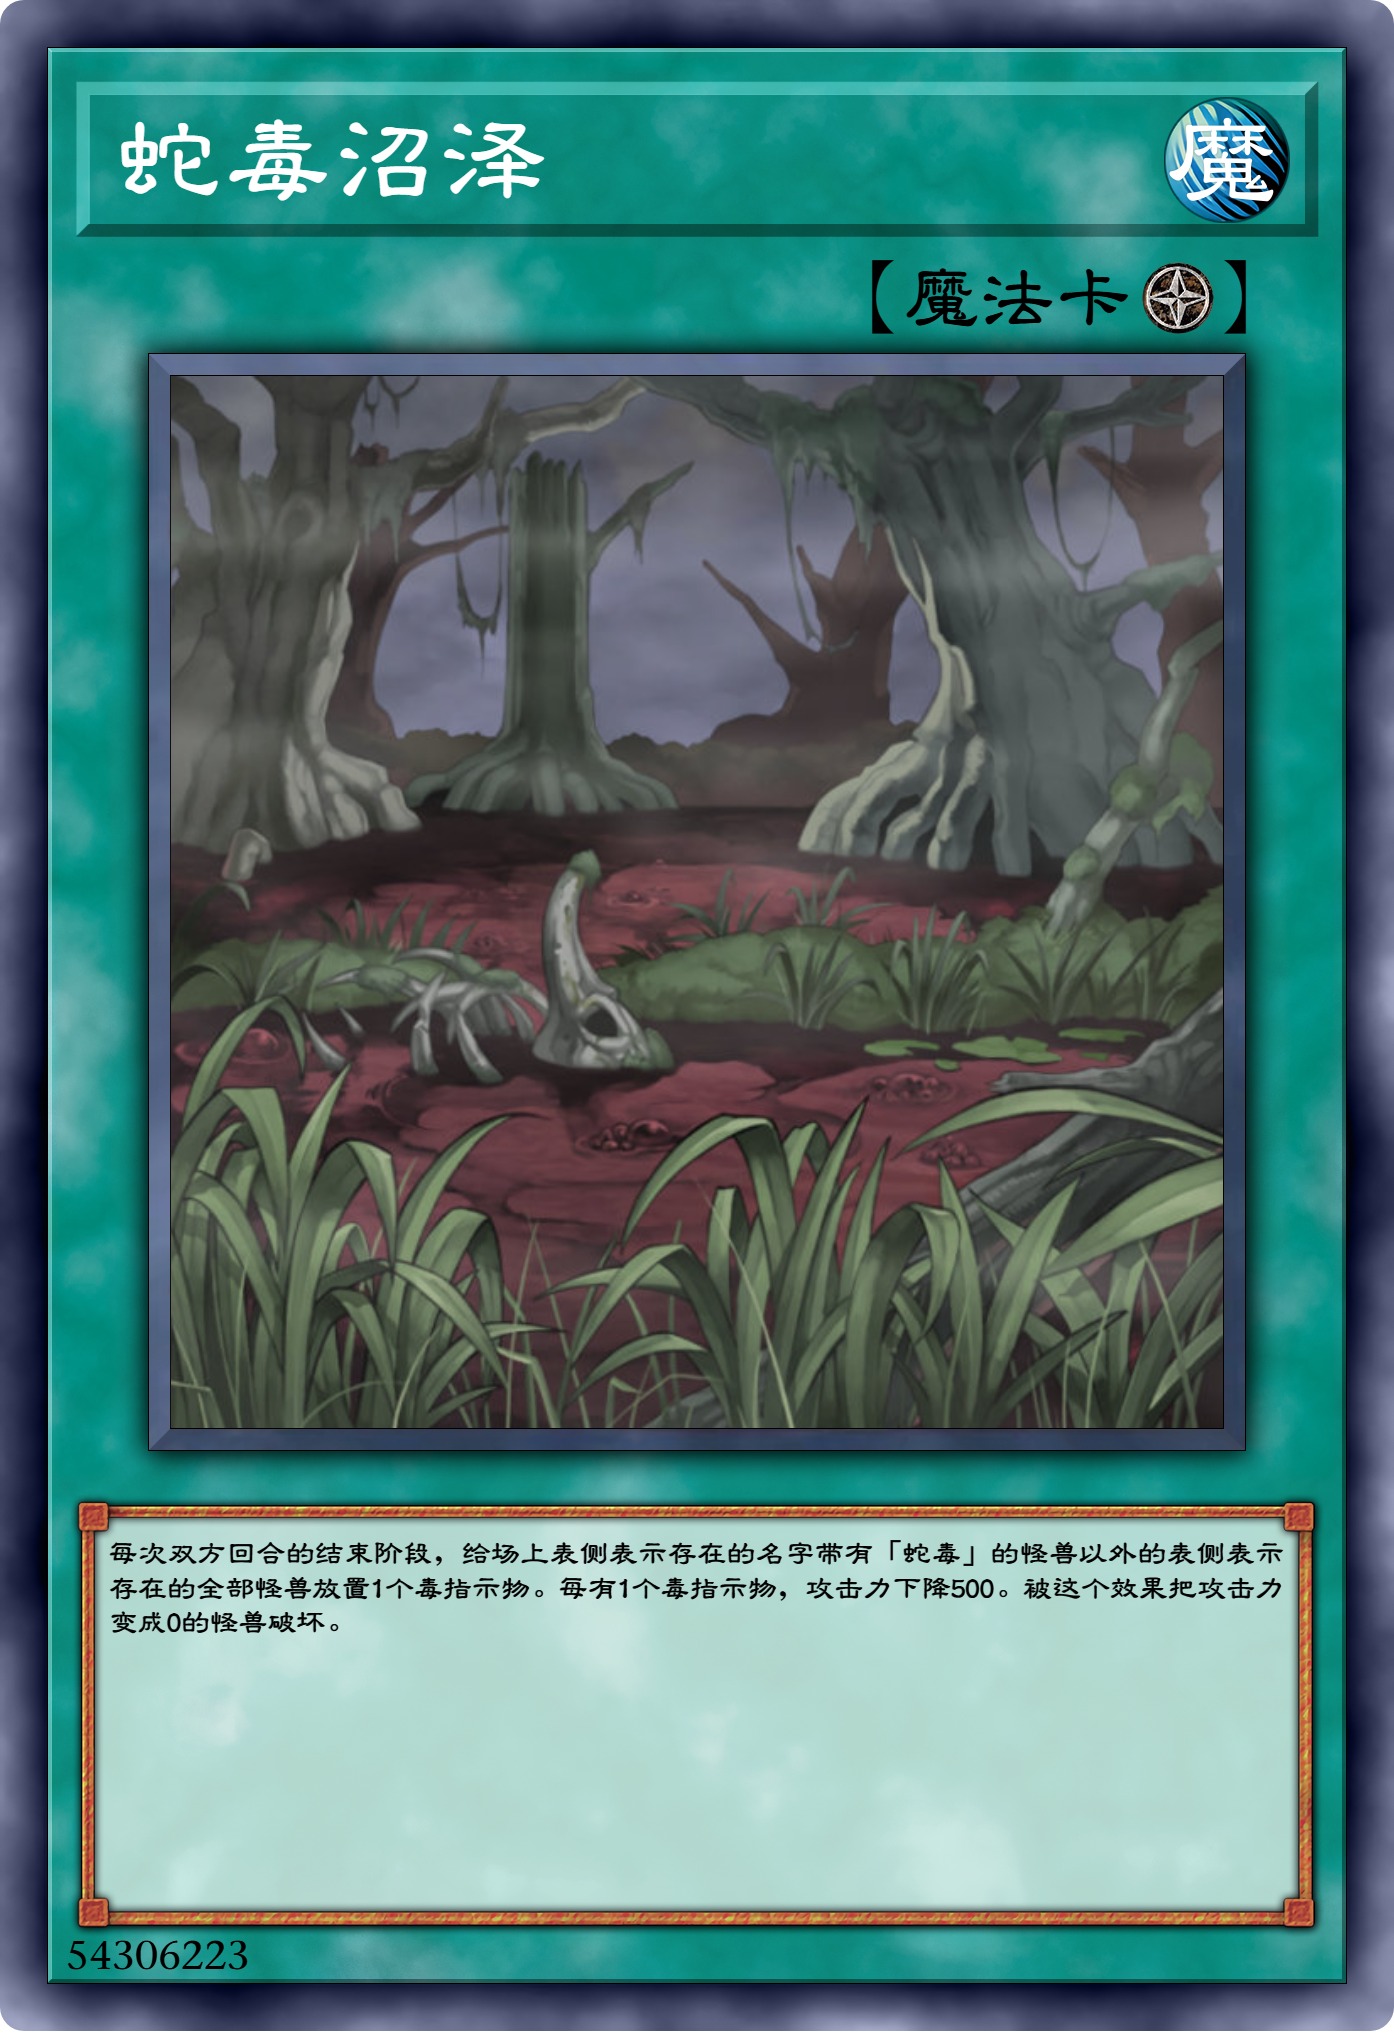 蛇毒沼泽
魔
【魔法卡】
每次双方回合的结束阶段，给场上表侧表示存在的名字带有「蛇毒」的怪兽以外的表侧表示
存在的全部怪兽放置1个毒指示物。每有1个毒指示物，攻击力下降500。被这个效果把攻击力
变成0的怪兽破坏。
54306223